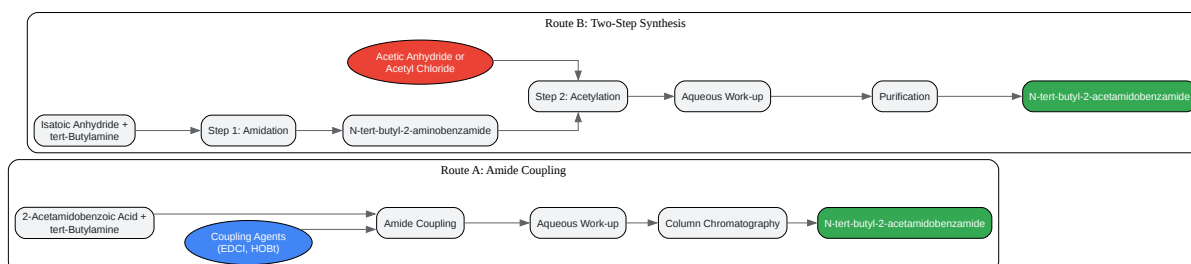 Route B: Two-Step Synthesis
Acetic Anhydride or
Acetyl Chloride
Step 2: Acetylation
Aqueous Work-up
Purification
N-tert-butyl-2-acetamidobenzamide
Isatoic Anhydride +
tert-Butylamine
Step 1: Amidation
N-tert-butyl-2-aminobenzamide
Route A: Amide Coupling
2-Acetamidobenzoic Acid +
tert-Butylamine
Coupling Agents
(EDCI, HOBt)
Amide Coupling
Aqueous Work-up
Column Chromatography
N-tert-butyl-2-acetamidobenzamide